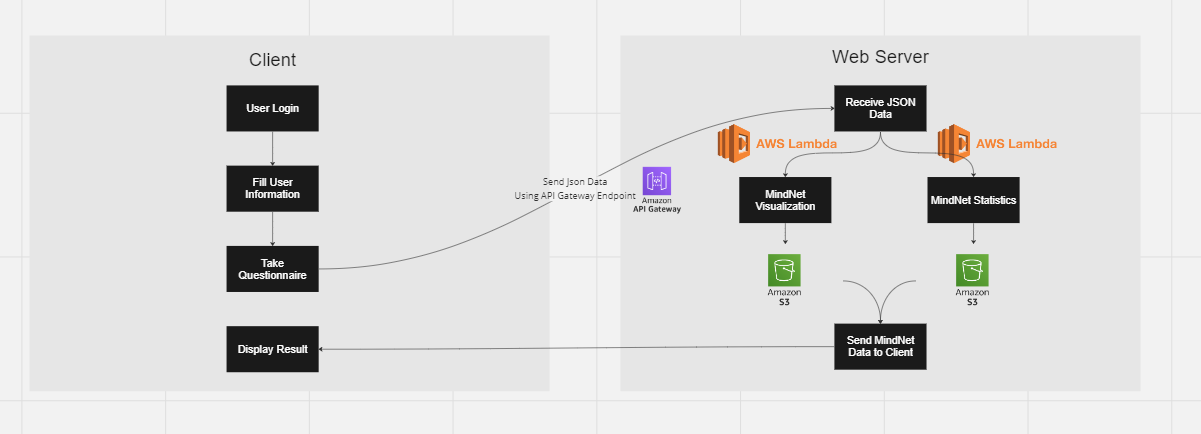 Client
User Login
Fill User
Information
Take
Questionnaire
Display Result
Send Json Data
Using API Gateway Endpoint
Amazon
API Gateway
Web Server
Receive JSON
Data
AWS Lambda
AWS Lambda
MindNet
Visualization
MindNet Statistics
Amazon
S3
Amazon
S3
Send MindNet
Data to Client